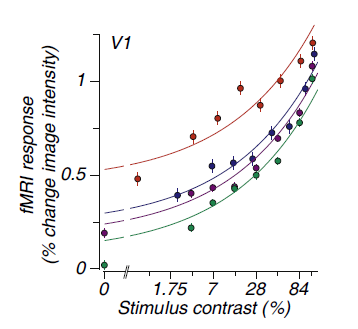 V1
fMRI response
(% change image intensity)
1
0.5
0
0 1.75 7 28 84
Stimulus contrast (%)